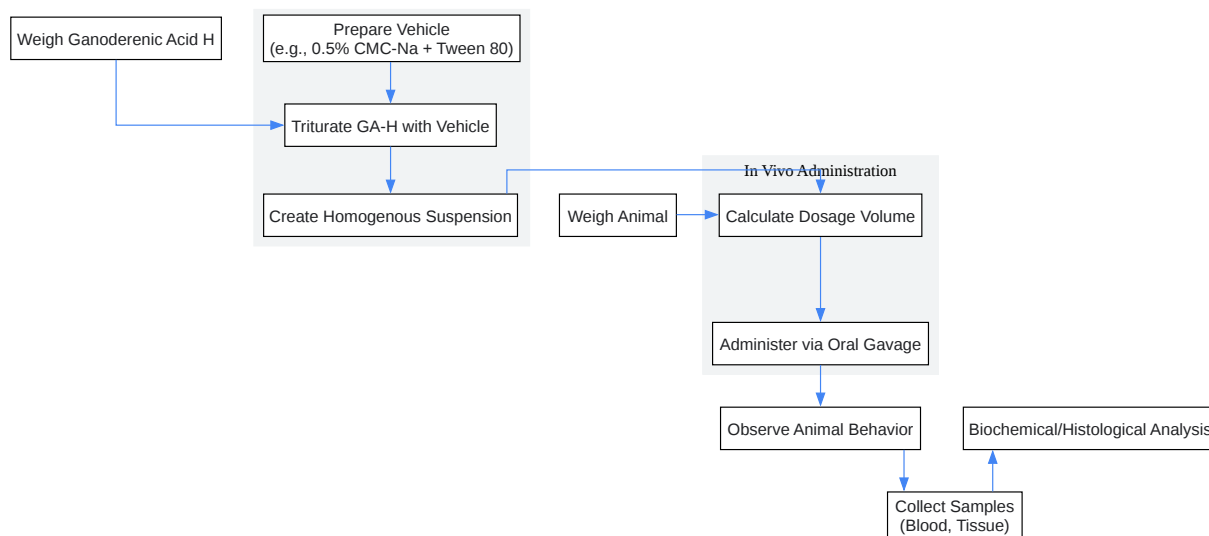 Weigh Ganoderenic Acid H
Prepare Vehicle
(e.g., 0.5% CMC-Na + Tween 80)
Triturate GA-H with Vehicle
Create Homogenous Suspension
In Vivo Administration
Weigh Animal
Calculate Dosage Volume
Administer via Oral Gavage
Observe Animal Behavior
Biochemical/Histological Analysis
Collect Samples
(Blood, Tissue)